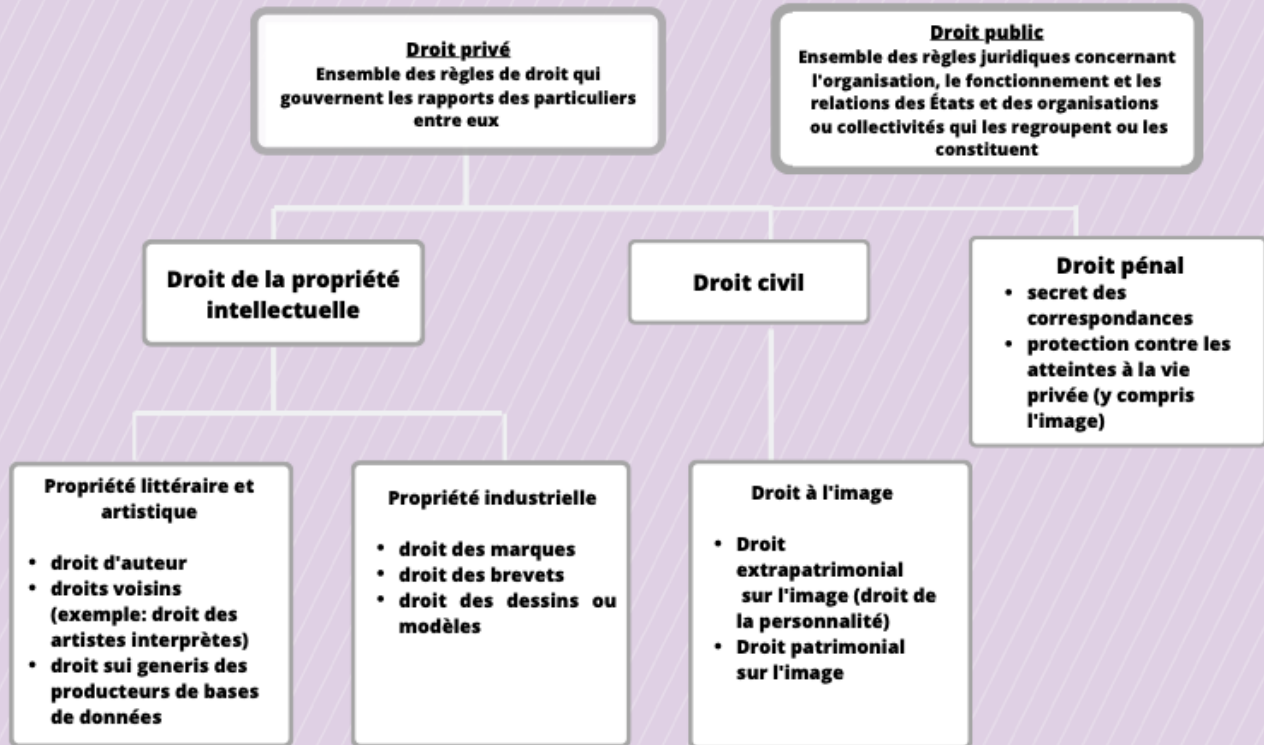 Droit privé
Ensemble des règles de droit qui
gouvernent les rapports des particuliers
entre eux
Droit public
Ensemble des règles juridiques concernant
l'organisation, le fonctionnement et les
relations des États et des organisations
ou collectivités qui les regroupent ou les
constituent
Droit de la propriété
intellectuelle
Droit civil
Droit pénal
• secret des
correspondances
• protection contre les
atteintes à la vie
privée (y compris
l'image)
Propriété littéraire et
artistique
• droit d'auteur
• droits voisins
(exemple: droit des
artistes interprètes)
• droit sui generis des
producteurs de bases
de données
Propriété industrielle
• droit des marques
• droit des brevets
• droit des dessins ou
modèles
Droit à l'image
• Droit
extrapatrimonial
sur l'image (droit de
la personnalité)
• Droit patrimonial
sur l'image